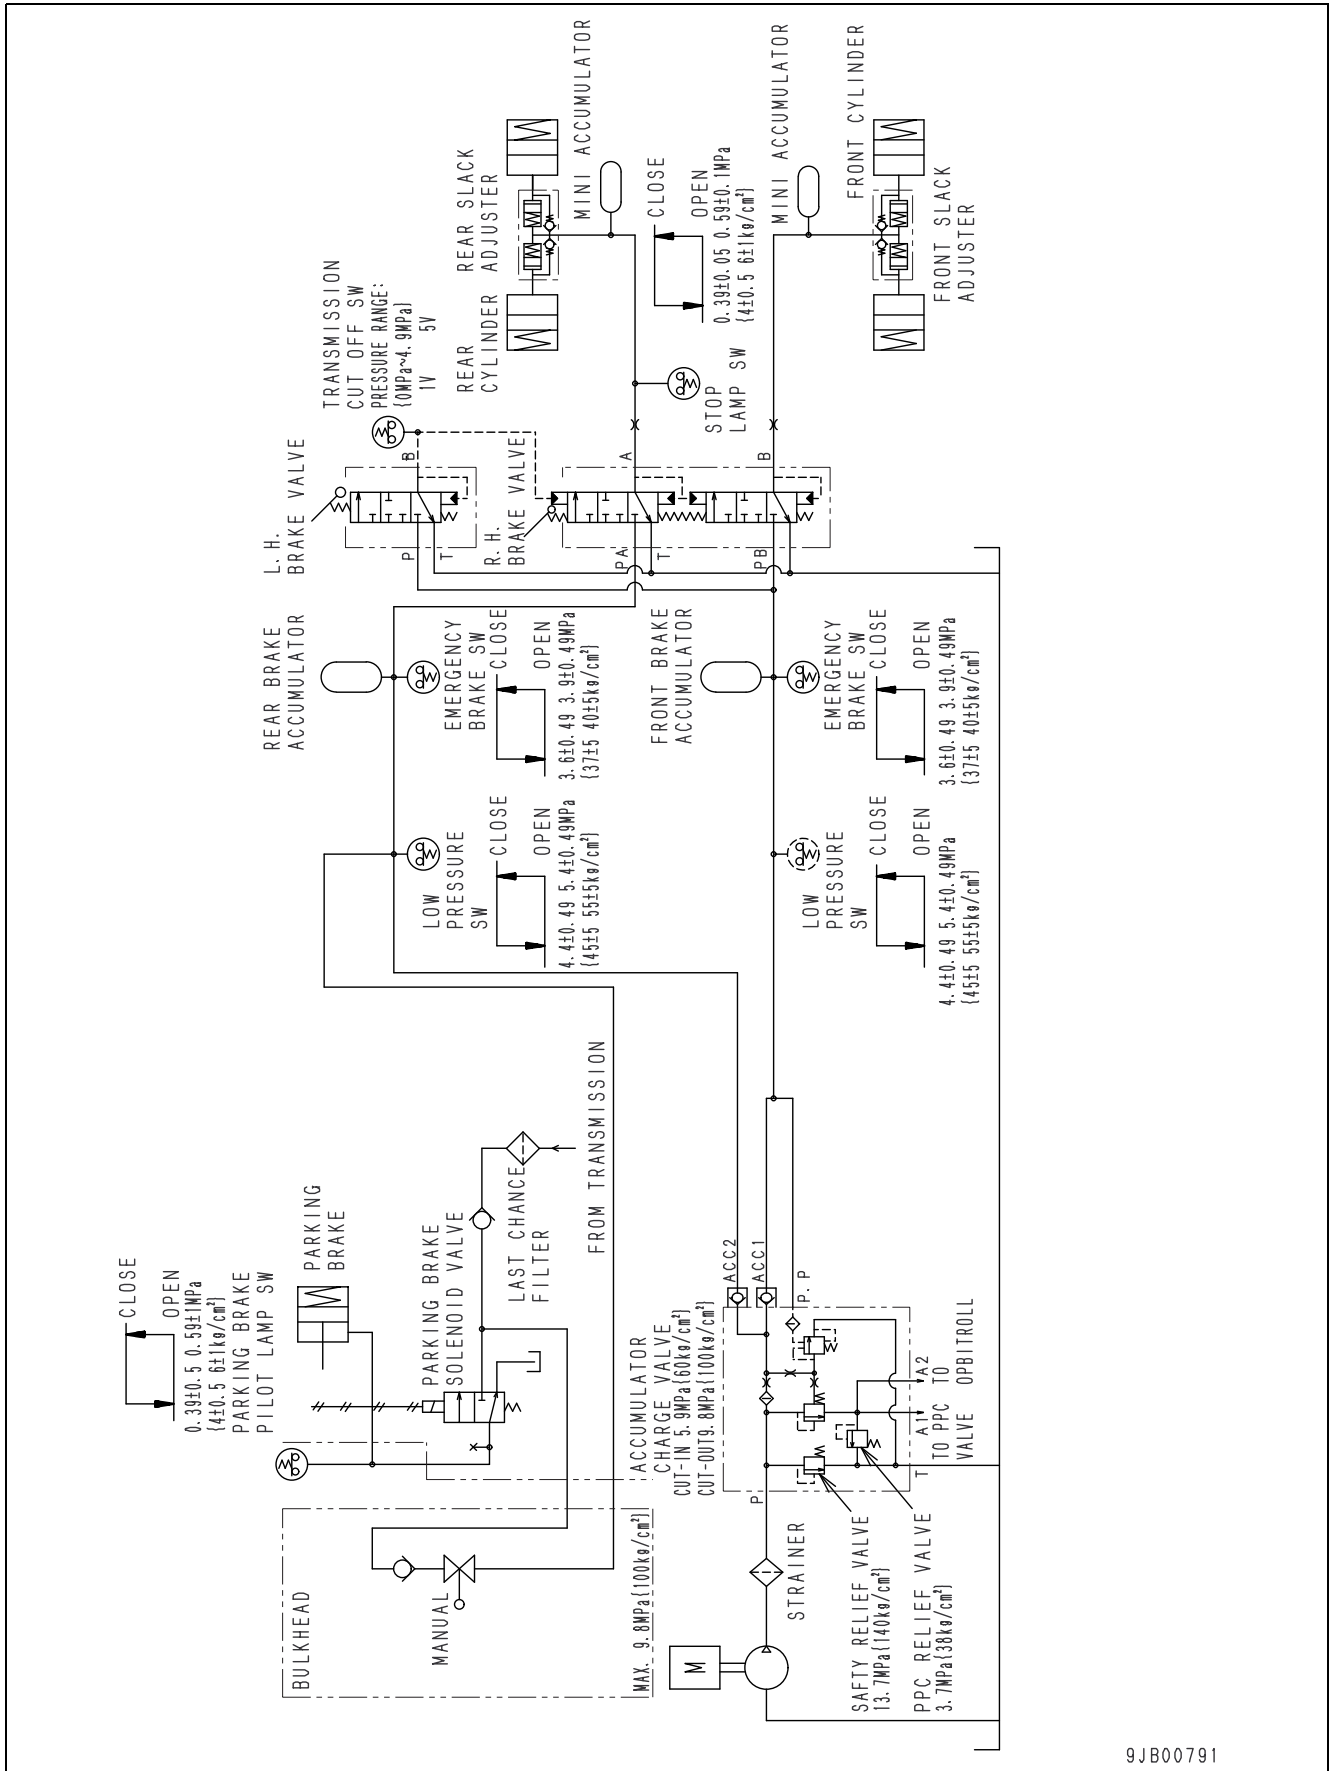 TRANSMISSION
CUT OFF SW
PRESSURE RANGE:
{0MPa~4.9MPa}
1V 5V
REAR
CYLINDER
REAR SLACK
ADJUSTER
MINI ACCUMULATOR
CLOSE
OPEN
0.39±0.05 0.59±0.1MPa
{4±0.5 6±1kg/cm²}
MINI ACCUMULATOR
FRONT CYLINDER
FRONT SLACK
ADJUSTER
STOP
LAMP SW
L.H.
BRAKE VALVE
B
P
T
R.H.
BRAKE VALVE
A
B
PA
T
PB
REAR BRAKE
ACCUMULATOR
EMERGENCY
BRAKE SW
CLOSE
OPEN
3.6±0.49 3.9±0.49MPa
{37±5 40±5kg/cm²}
FRONT BRAKE
ACCUMULATOR
EMERGENCY
BRAKE SW
CLOSE
OPEN
3.6±0.49 3.9±0.49MPa
{37±5 40±5kg/cm²}
LOW
PRESSURE
SW
CLOSE
OPEN
4.4±0.49 5.4±0.49MPa
{45±5 55±5kg/cm²}
LOW
PRESSURE
SW
CLOSE
OPEN
4.4±0.49 5.4±0.49MPa
{45±5 55±5kg/cm²}
CLOSE
OPEN
0.39±0.5 0.59±1MPa
{4±0.5 6±1kg/cm²}
PARKING BRAKE
PILOT LAMP SW
PARKING
BRAKE
PARKING BRAKE
SOLENOID VALVE
LAST CHANCE
FILTER
FROM TRANSMISSION
ACCUMULATOR
CHARGE VALVE
CUT-IN 5.9MPa{60kg/cm²}
CUT-OUT9.8MPa{100kg/cm²}
ACC2
ACC1
P.P
P
T
A1
TO PPC
VALVE
A2
TO
OPBITROLL
BULKHEAD
MANUAL
MAX. 9.8MPa{100kg/cm²}
M
STRAINER
SAFTY RELIEF VALVE
13.7MPa{140kg/cm²}
PPC RELIEF VALVE
3.7MPa{38kg/cm²}
9JB00791